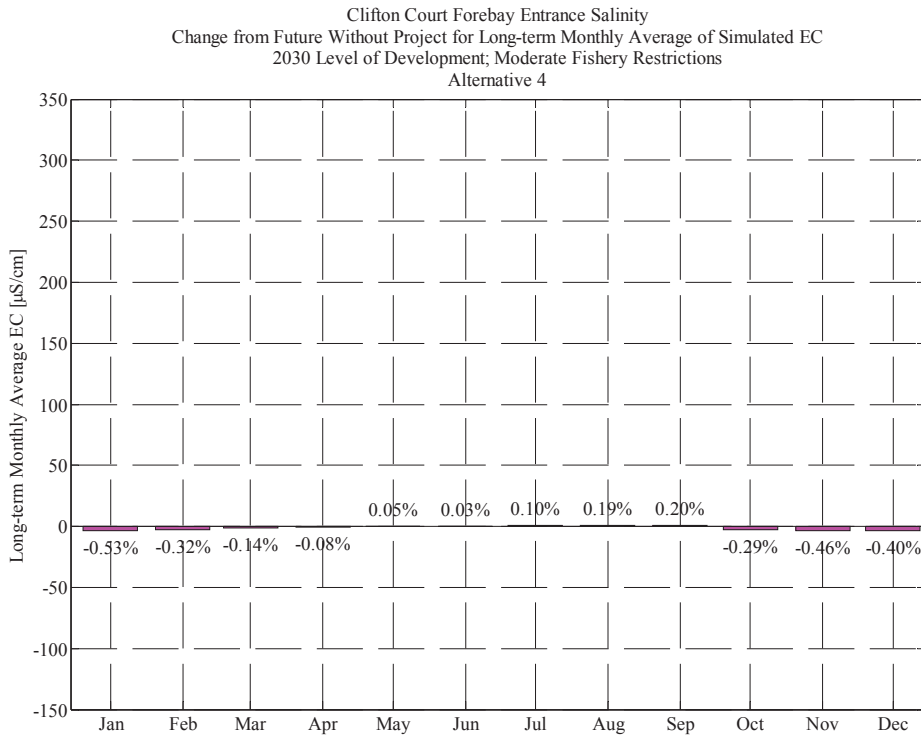 Clifton Court Forebay Entrance Salinity
Change from Future Without Project for Long-term Monthly Average of Simulated EC
2030 Level of Development; Moderate Fishery Restrictions
Alternative 4
Long-term Monthly Average EC [µS/cm]
350
300
250
200
150
100
50
0
-50
-100
-150
-0.53%
-0.32%
-0.14%
-0.08%
0.05%
0.03%
0.10%
0.19%
0.20%
-0.29%
-0.46%
-0.40%
Jan
Feb
Mar
Apr
May
Jun
Jul
Aug
Sep
Oct
Nov
Dec